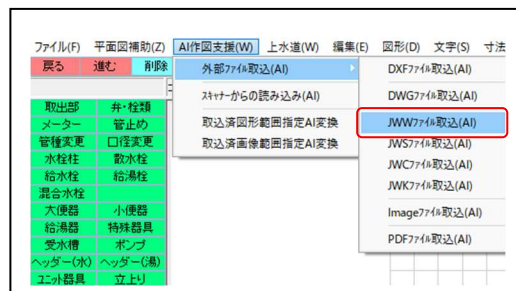 ファイル(F) 平面図補助(Z) AI作図支援(W) 上水道(W) 編集(E) 図形(D) 文字(S) 寸法
戻る 進む 削除
外部ファイル取込(AI)
スキャナーからの読み込み(AI)
取込済図形範囲指定AI変換
取込済画像範囲指定AI変換
DXFファイル取込(AI)
DWGファイル取込(AI)
JWWファイル取込(AI)
JWSファイル取込(AI)
JWCファイル取込(AI)
JWKファイル取込(AI)
Imageファイル取込(AI)
PDFファイル取込(AI)
取出部 弁・栓類
メーター 管止め
管種変更 口径変更
水栓柱 散水栓
給水栓 給湯栓
混合水栓
大便器 小便器
給湯器 特殊器具
受水槽 ポンプ
ヘッダー(水) ヘッダー(湯)
ユニット器具 立上り